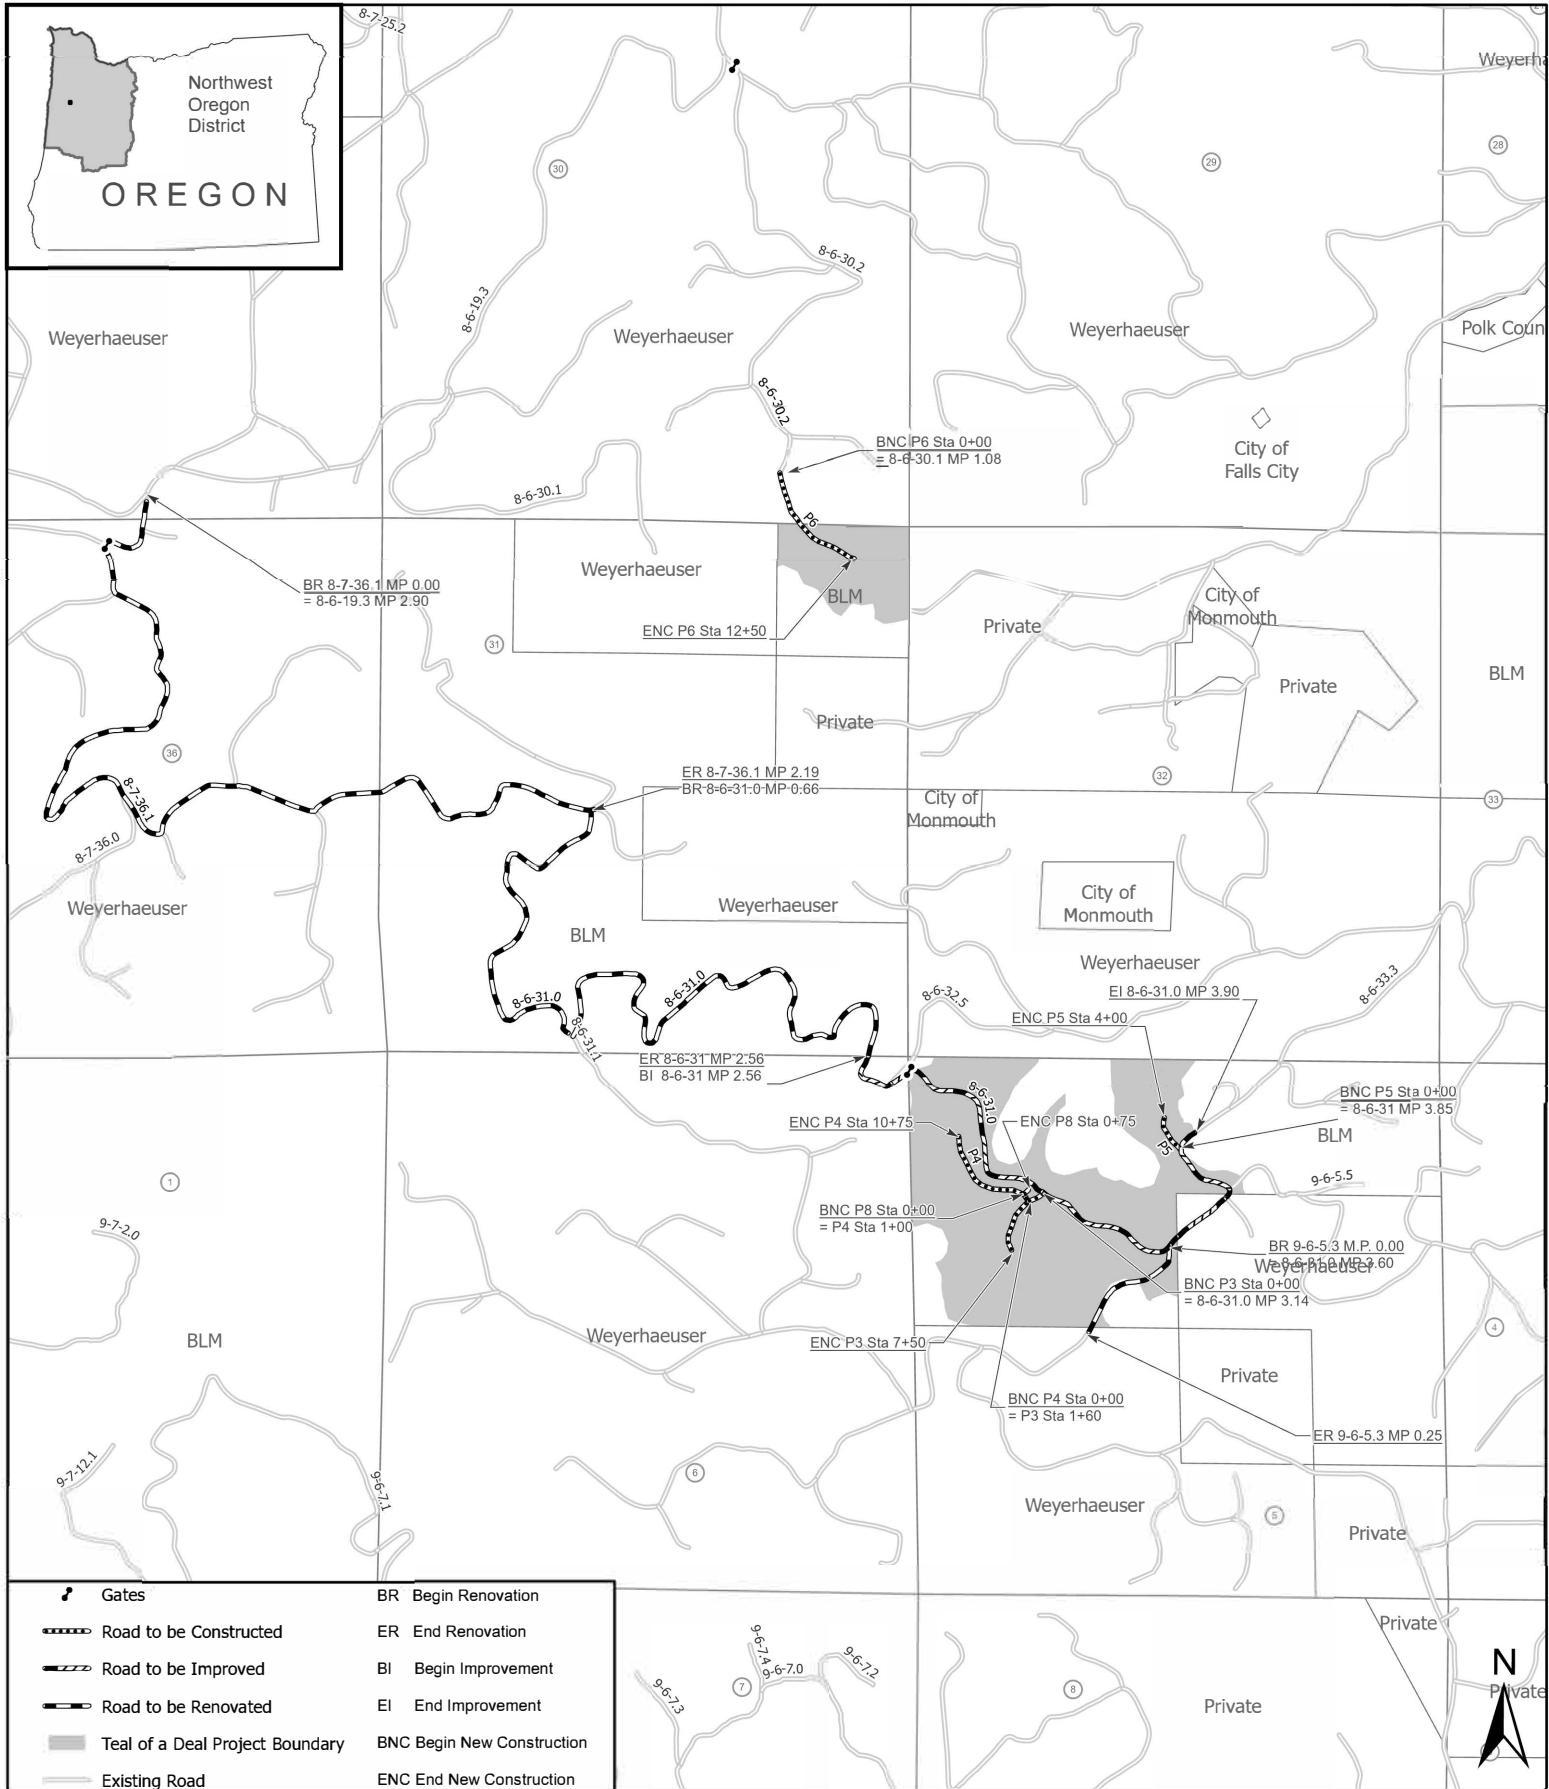 8-7-25.2
Northwest
Oregon
District
OREGON
Weyerh
28
29
30
8-6-30.2
8-6-19.3
Weyerhaeuser
Weyerhaeuser
Weyerhaeuser
Polk Coun
8-6-30.2
BNC P6 Sta 0+00
= 8-6-30.1 MP 1.08
City of
Falls City
8-6-30.1
P6
BR 8-7-36.1 MP 0.00
= 8-6-19.3 MP 2.90
Weyerhaeuser
BLM
City of
Monmouth
ENC P6 Sta 12+50
Private
31
BLM
Private
Private
36
32
ER 8-7-36.1 MP 2.19
BR 8-6-31.0 MP 0.66
City of
Monmouth
33
8-7-36.1
8-7-36.0
Weyerhaeuser
Weyerhaeuser
City of
Monmouth
BLM
Weyerhaeuser
8-6-31.0
8-6-31.0
8-6-31.1
8-6-32.5
8-6-33.3
EI 8-6-31.0 MP 3.90
ENC P5 Sta 4+00
ER 8-6-31 MP 2.56
BI 8-6-31 MP 2.56
8-6-31.0
BNC P5 Sta 0+00
= 8-6-31 MP 3.85
ENC P4 Sta 10+75
ENC P8 Sta 0+75
BLM
P4
P5
1
9-6-5.5
BNC P8 Sta 0+00
= P4 Sta 1+00
9-7-2.0
BR 9-6-5.3 M.P. 0.00
= 8-6-31.0 MP 3.60
Weyerhaeuser
BNC P3 Sta 0+00
= 8-6-31.0 MP 3.14
4
BLM
Weyerhaeuser
ENC P3 Sta 7+50
Private
BNC P4 Sta 0+00
= P3 Sta 1+60
ER 9-6-5.3 MP 0.25
9-7-12.1
9-6-7.1
6
Weyerhaeuser
5
Private
Gates
Road to be Constructed
Road to be Improved
Road to be Renovated
Teal of a Deal Project Boundary
Existing Road
BR Begin Renovation
ER End Renovation
BI Begin Improvement
EI End Improvement
BNC Begin New Construction
ENC End New Construction
9-6-7.4
9-6-7.0
9-6-7.2
9-6-7.3
7
8
Private
Private
N
Private